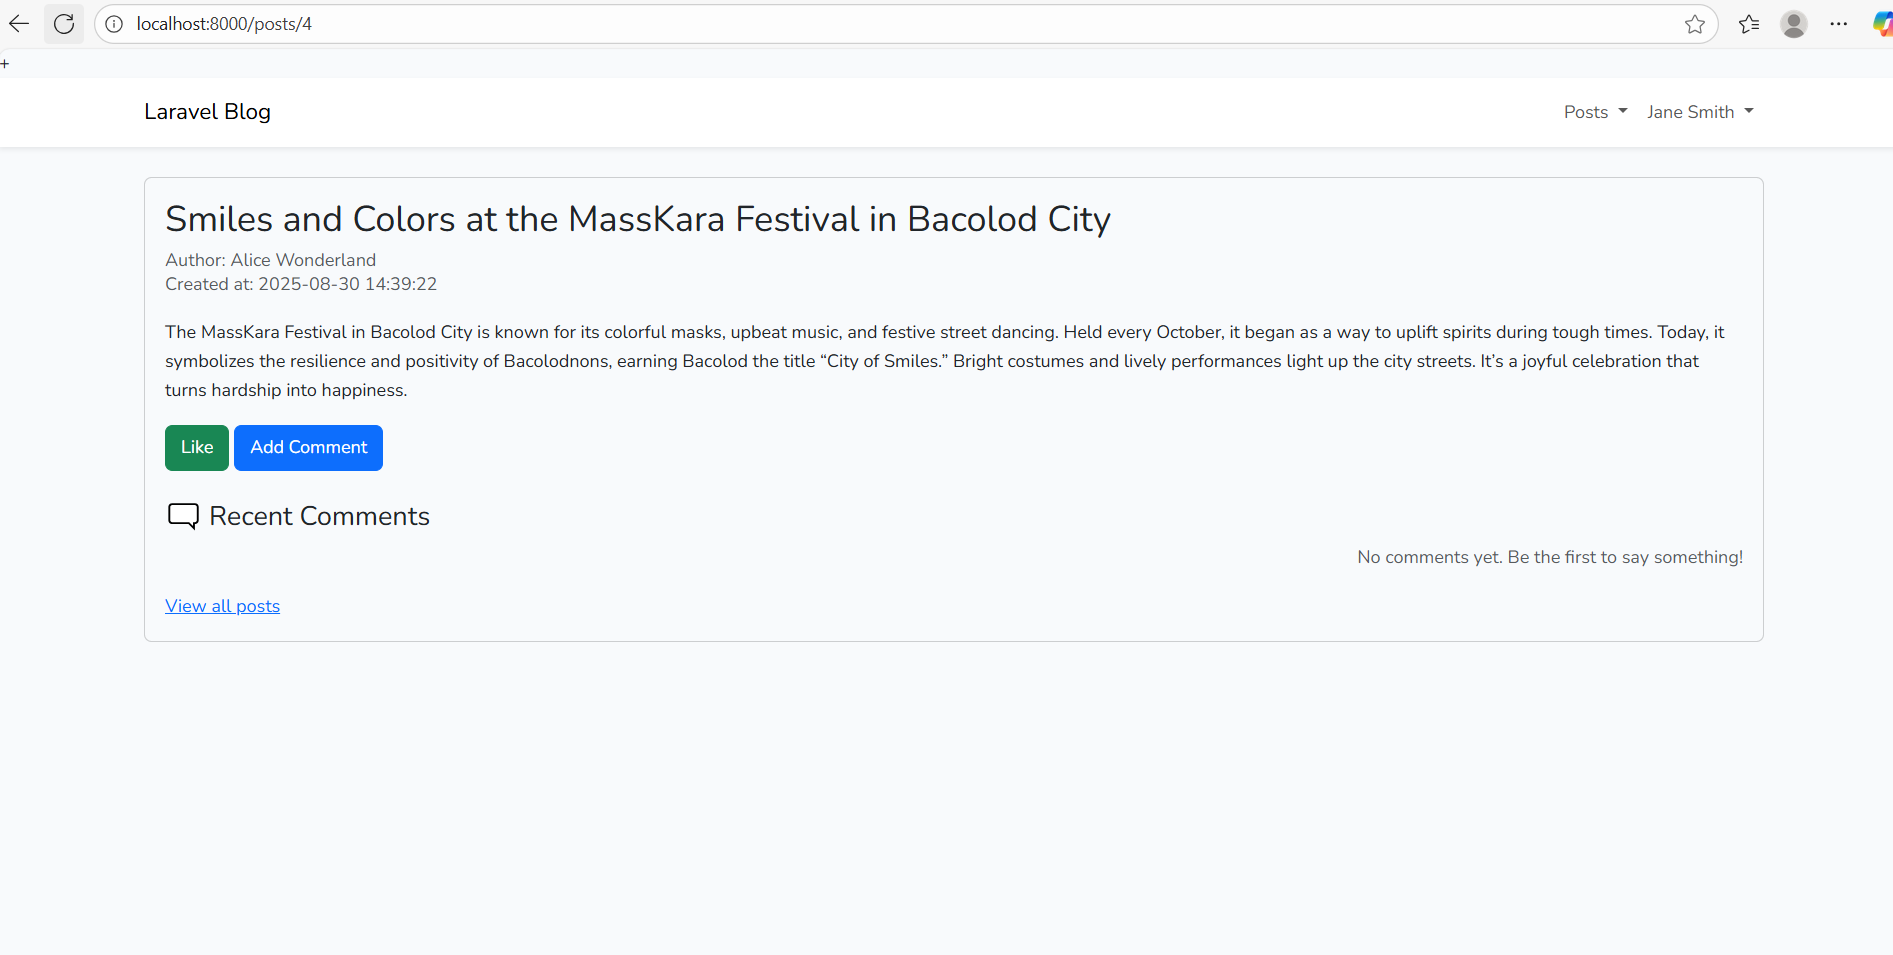 localhost:8000/posts/4
+
Laravel Blog
Posts
Jane Smith
Smiles and Colors at the MassKara Festival in Bacolod City
Author: Alice Wonderland
Created at: 2025-08-30 14:39:22
The MassKara Festival in Bacolod City is known for its colorful masks, upbeat music, and festive street dancing. Held every October, it began as a way to uplift spirits during tough times. Today, it
symbolizes the resilience and positivity of Bacolodnons, earning Bacolod the title “City of Smiles.” Bright costumes and lively performances light up the city streets. It’s a joyful celebration that
turns hardship into happiness.
Like
Add Comment
Recent Comments
No comments yet. Be the first to say something!
View all posts